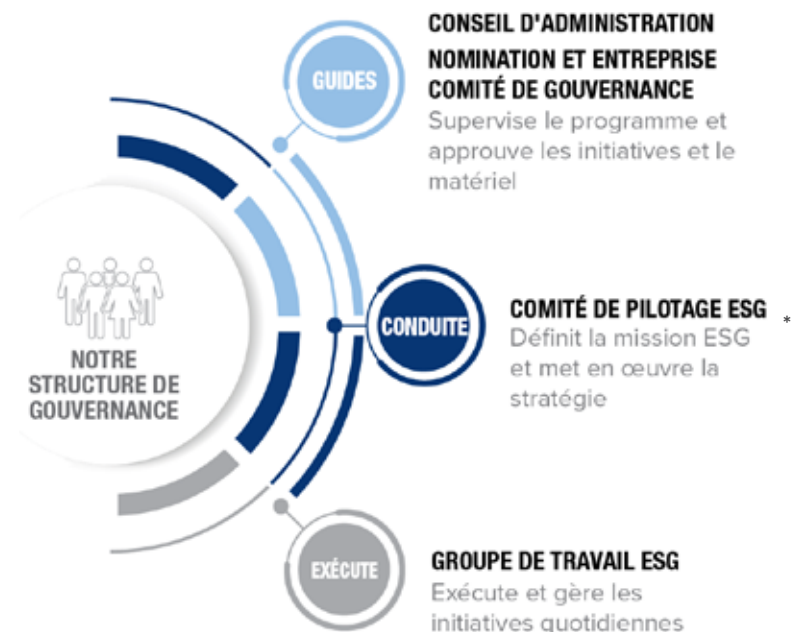 CONSEIL D'ADMINISTRATION
NOMINATION ET ENTREPRISE
COMITÉ DE GOUVERNANCE
Supervise le programme et
approuve les initiatives et le
matériel
GUIDES
NOTRE
STRUCTURE DE
GOUVERNANCE
CONDUITE
COMITÉ DE PILOTAGE ESG *
Définit la mission ESG
et met en œuvre la
stratégie
EXÉCUTE
GROUPE DE TRAVAIL ESG
Exécute et gère les
initiatives quotidiennes